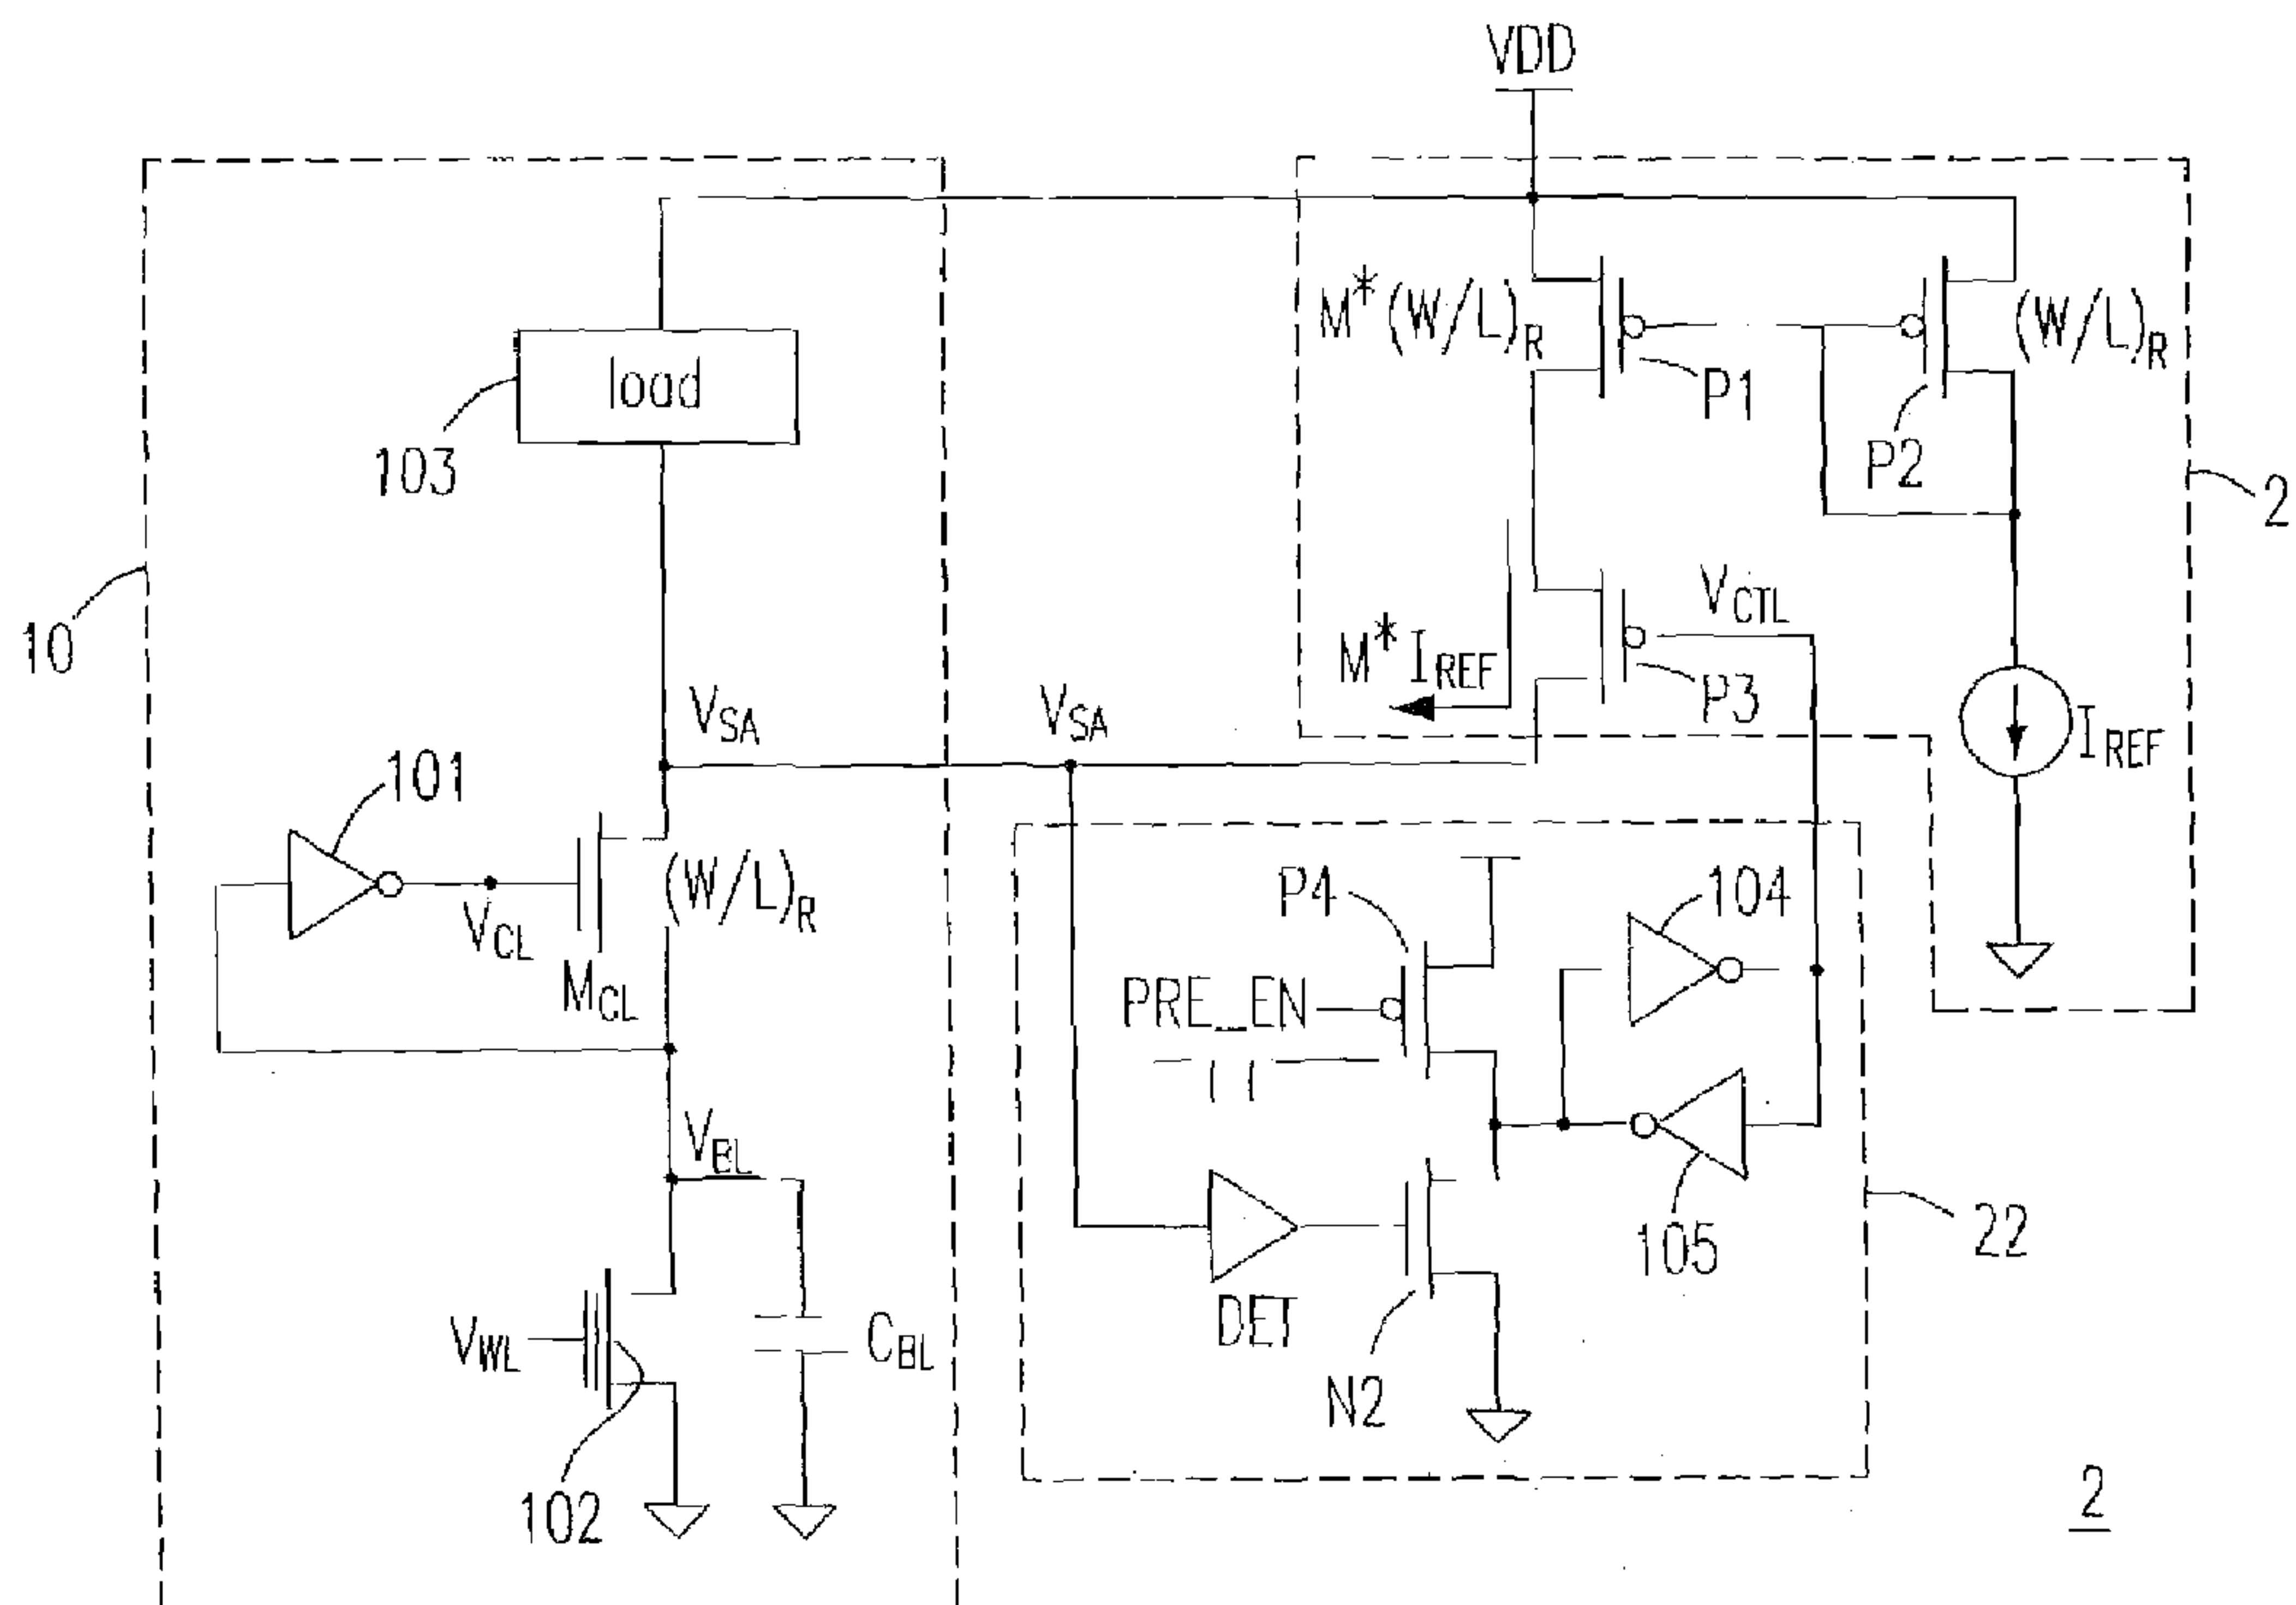 VDD
M*(W/L)R
(W/L)R
load
P1
103
P2
2
VCTL
10
M*IREF
P3
VSA
VSA
IREF
101
(W/L)R
P4
104
VCL
MCL
PRE_EN
VBL
22
105
DET
VWL
CBL
N2
102
2